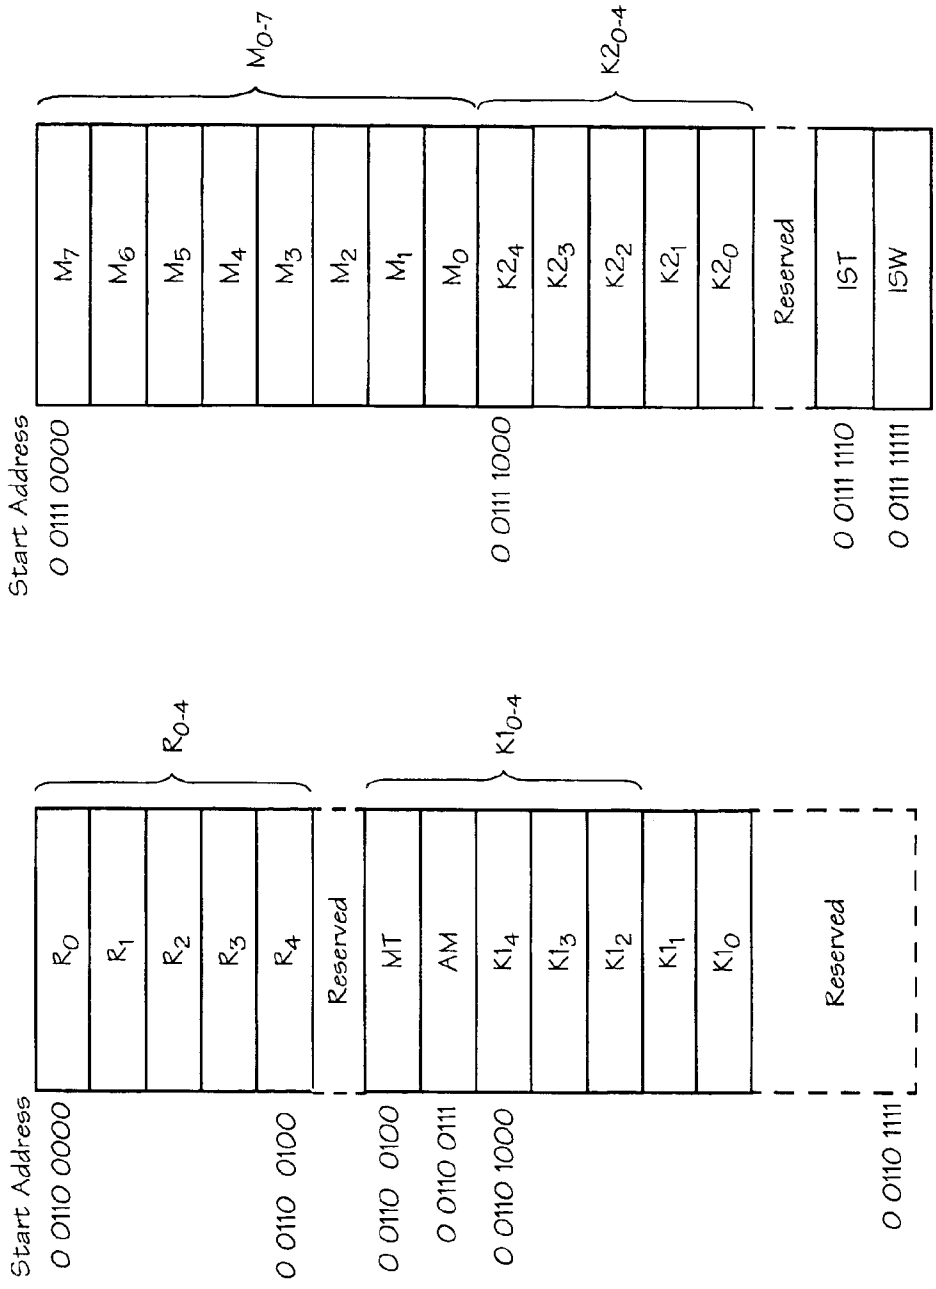 Start Address
0 0110 0000
R0
R1
R2
R3
0 0110 0100
R4
R0-4
Reserved
0 0110 0100
MT
0 0110 0111
AM
0 0110 1000
K14
K13
K12
K11
K10
K10-4
Reserved
0 0110 1111
Start Address
0 0111 0000
M7
M6
M5
M4
M3
M2
M1
M0
M0-7
0 0111 1000
K24
K23
K22
K21
K20
K20-4
Reserved
0 0111 1110
IST
0 0111 11111
ISW